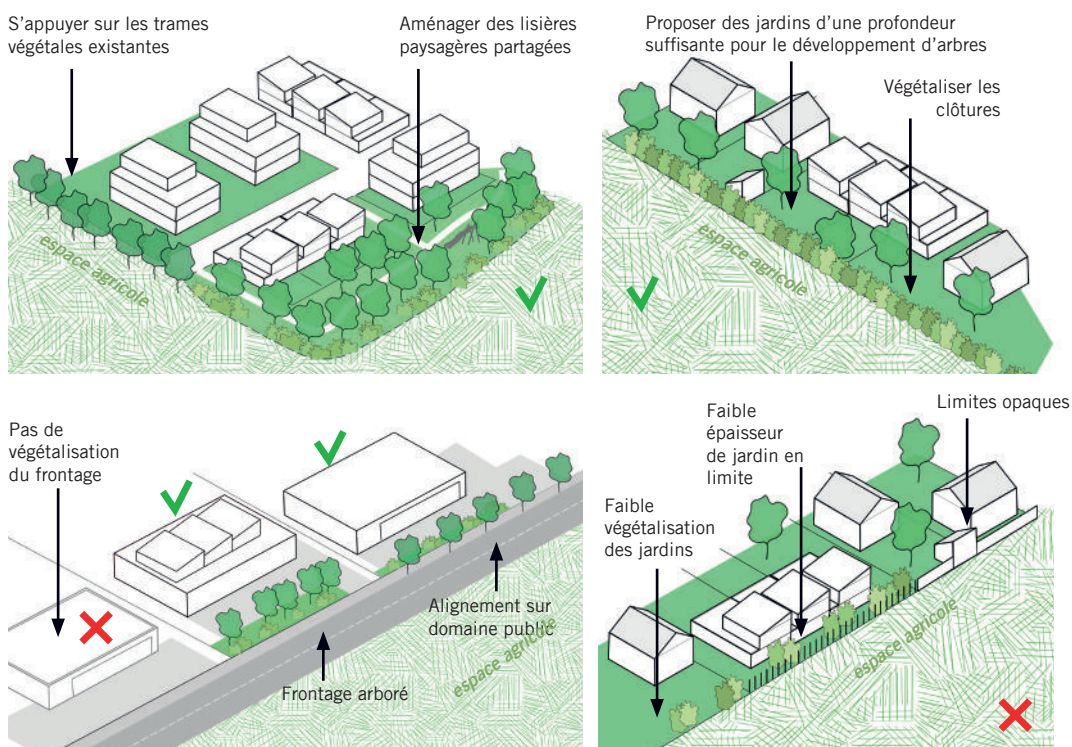 S’appuyer sur les trames
végétales existantes
Aménager des lisières
paysagères partagées
espace agricole
Proposer des jardins d’une profondeur
suffisante pour le développement d’arbres
Végétaliser les
clôtures
espace agricole
Pas de
végétalisation
du frontage
Alignement sur
domaine public
Frontage arboré
espace agricole
Limites opaques
Faible
épaisseur
de jardin en
limite
Faible
végétalisation
des jardins
espace agricole